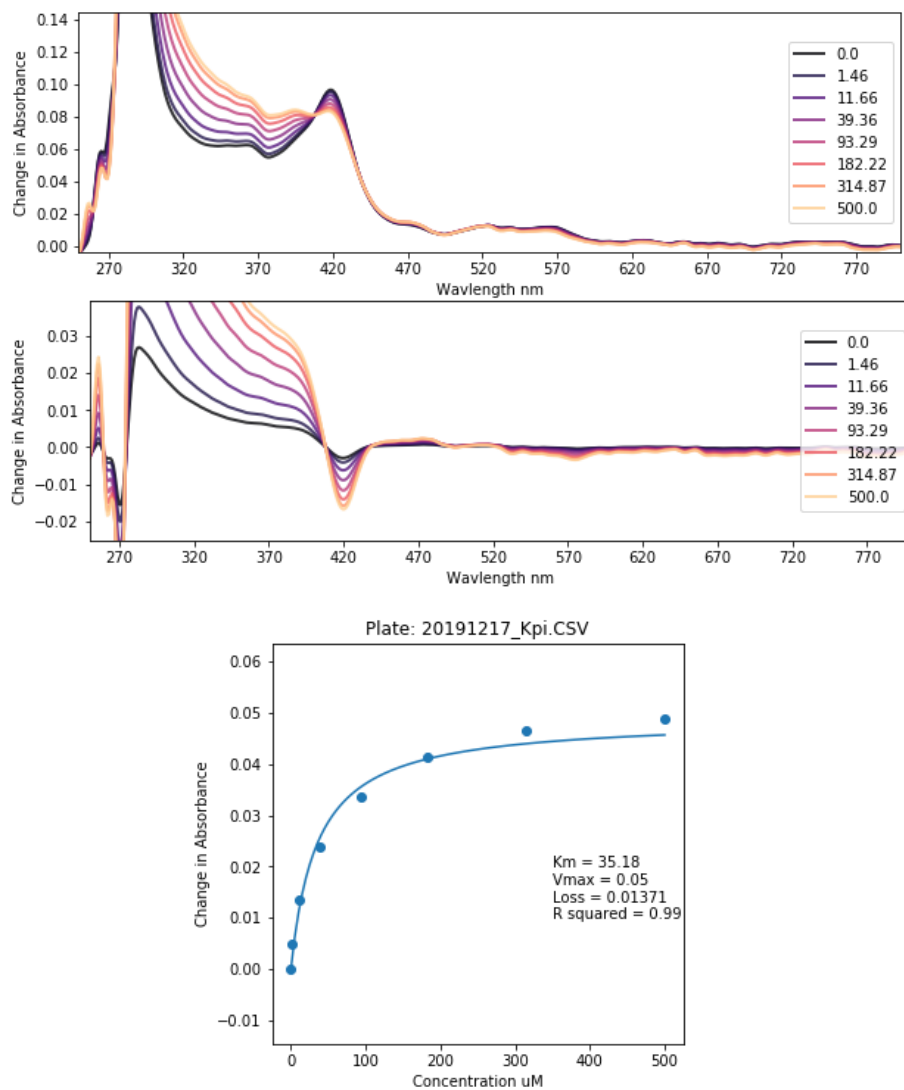 0.14
0.12
0.10
0.08
0.06
0.04
0.02
0.00
Change in Absorbance
270 320 370 420 470 520 570 620 670 720 770
Wavlength nm
0.0
1.46
11.66
39.36
93.29
182.22
314.87
500.0
0.03
0.02
0.01
0.00
−0.01
−0.02
Change in Absorbance
270 320 370 420 470 520 570 620 670 720 770
Wavlength nm
0.0
1.46
11.66
39.36
93.29
182.22
314.87
500.0
Plate: 20191217_Kpi.CSV
0.06
0.05
0.04
0.03
0.02
0.01
0.00
−0.01
Change in Absorbance
Km = 35.18
Vmax = 0.05
Loss = 0.01371
R squared = 0.99
0 100 200 300 400 500
Concentration uM